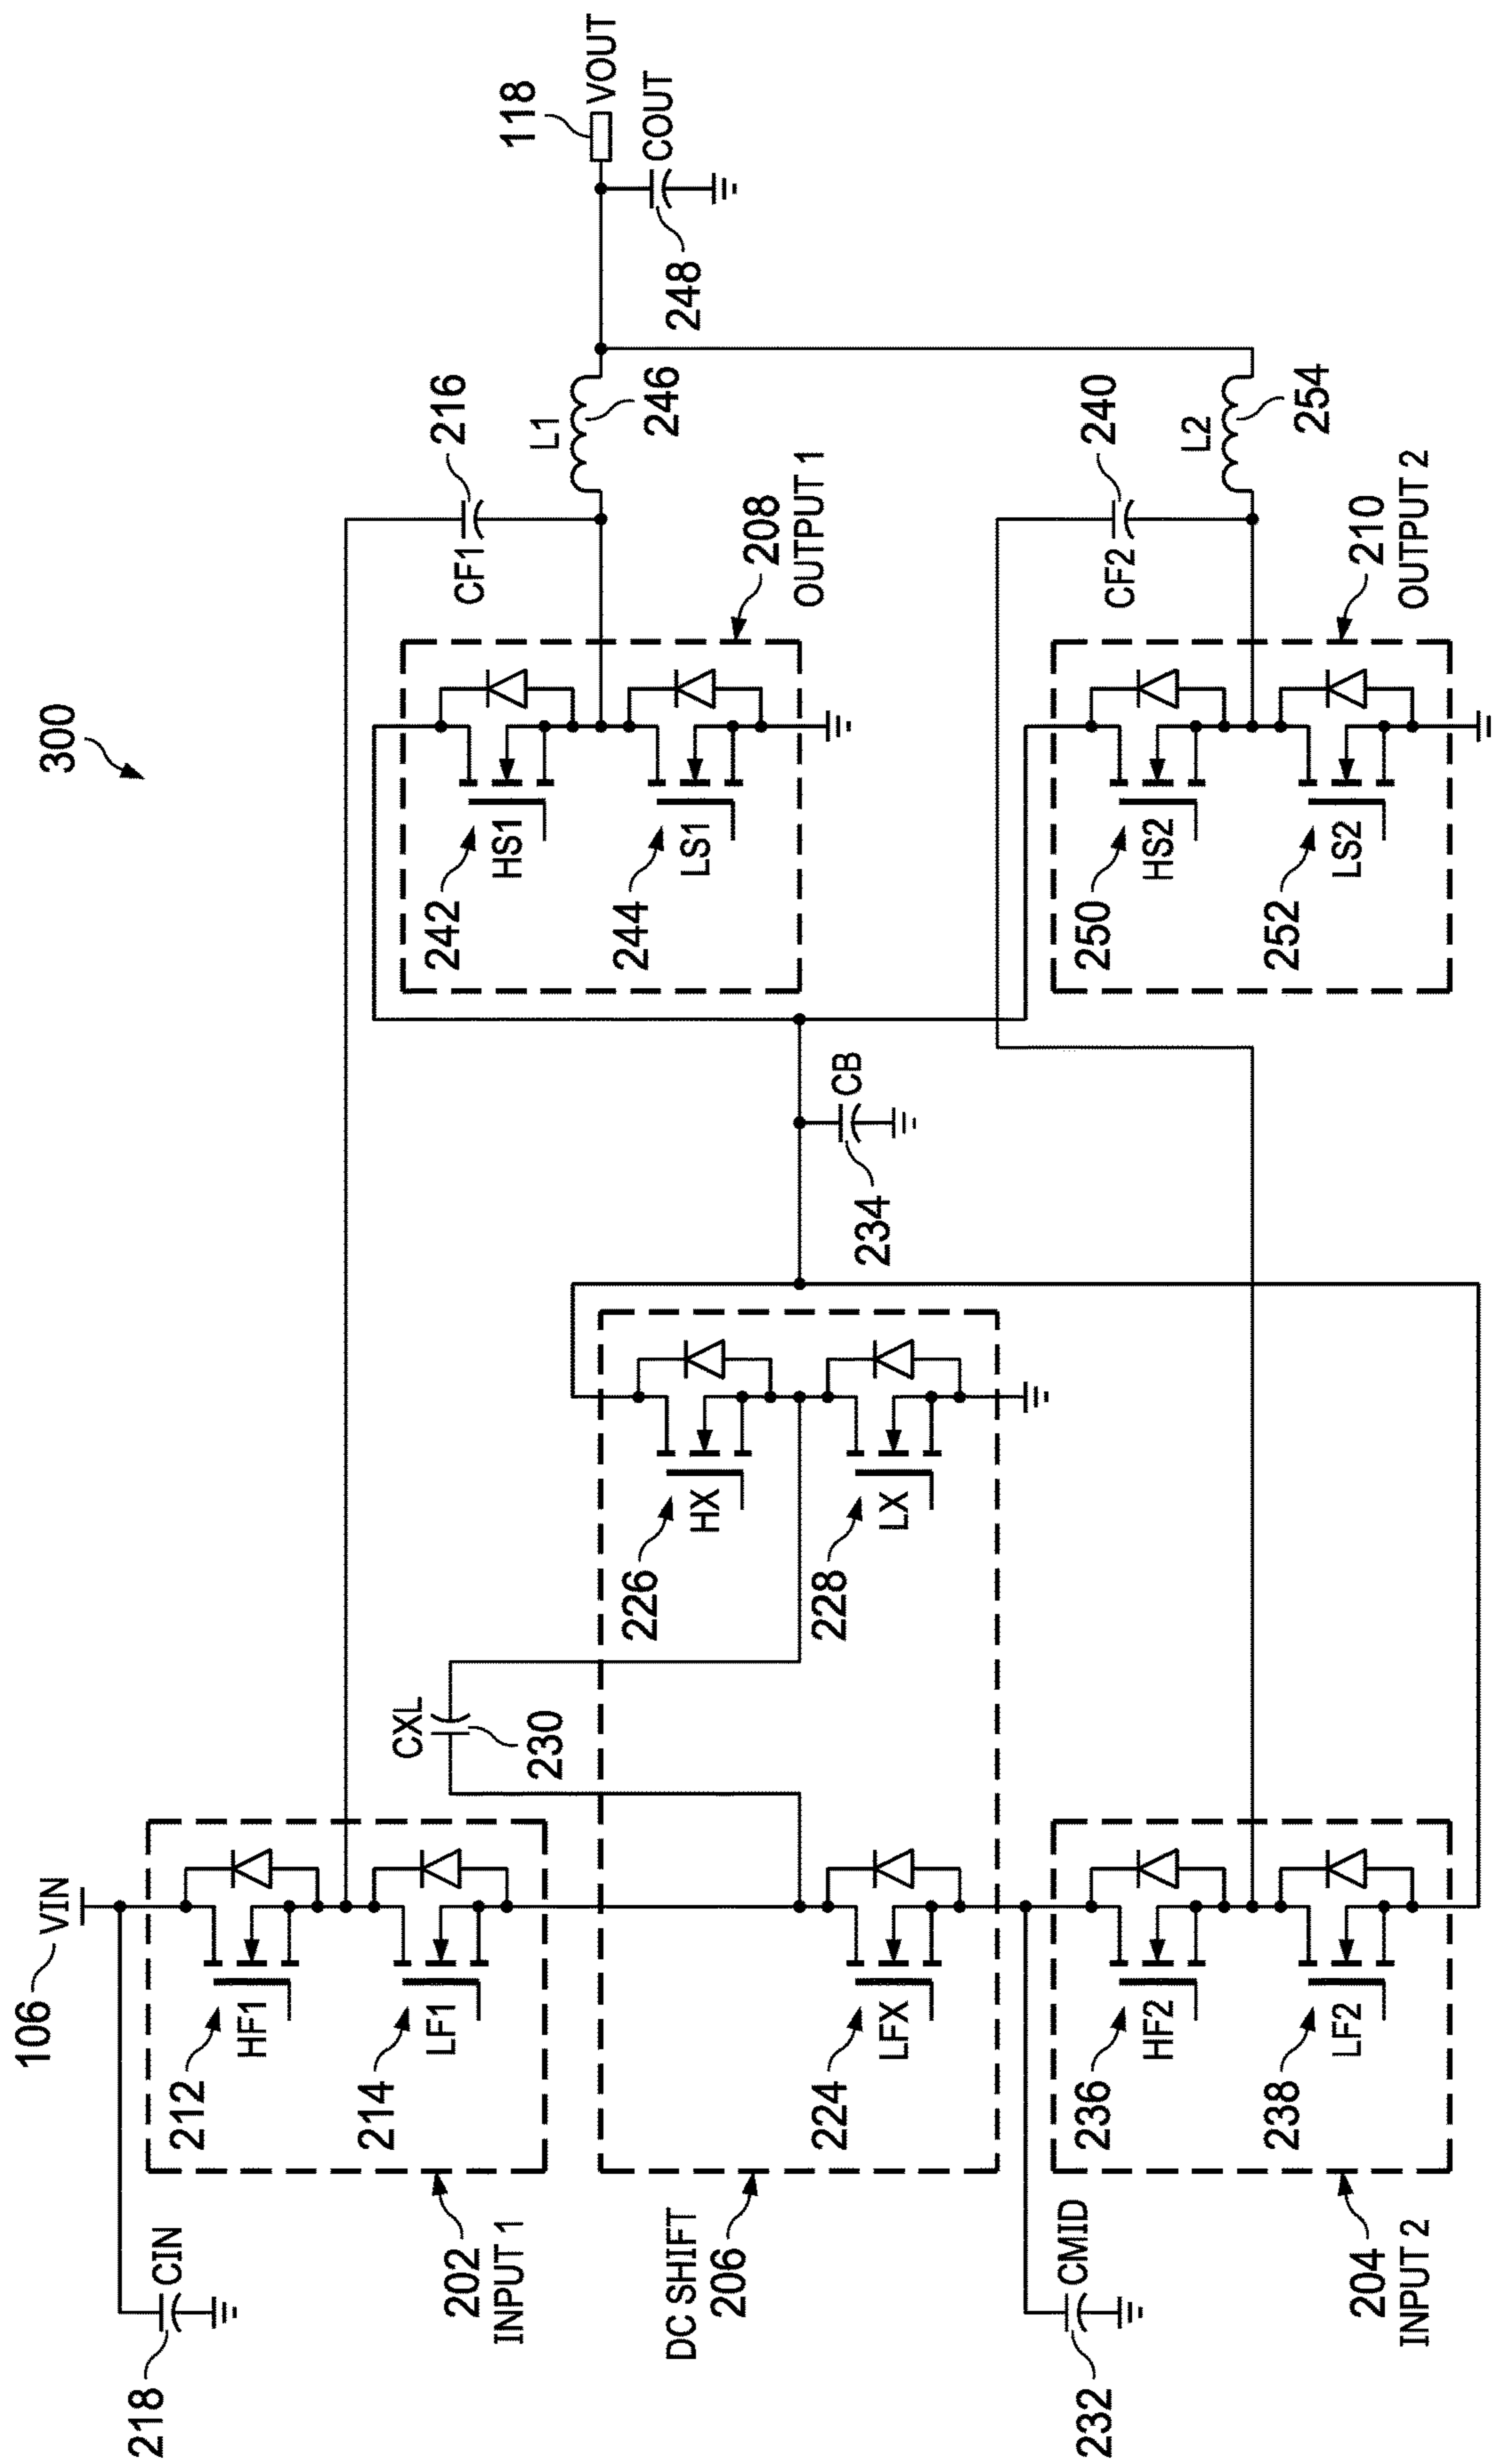 300
106
VIN
CIN
218
212
HF1
214
LF1
202
INPUT 1
CXL
230
CF1
216
242
HS1
244
LS1
208
OUTPUT 1
L1
246
118
VOUT
COUT
248
DC SHIFT
206
224
LFX
226
HX
228
LX
CB
234
CMID
232
236
HF2
238
LF2
204
INPUT 2
CF2
240
250
HS2
252
LS2
210
OUTPUT 2
L2
254